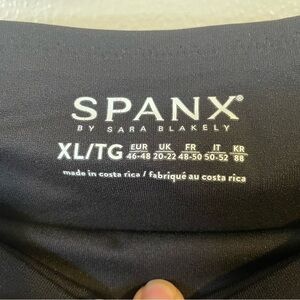 SPANX®
BY SARA BLAKELY
XL/TG EUR 46-48 UK 20-22 FR 48-50 IT 50-52 KR 88
made in costa rica / fabriqué au costa rica